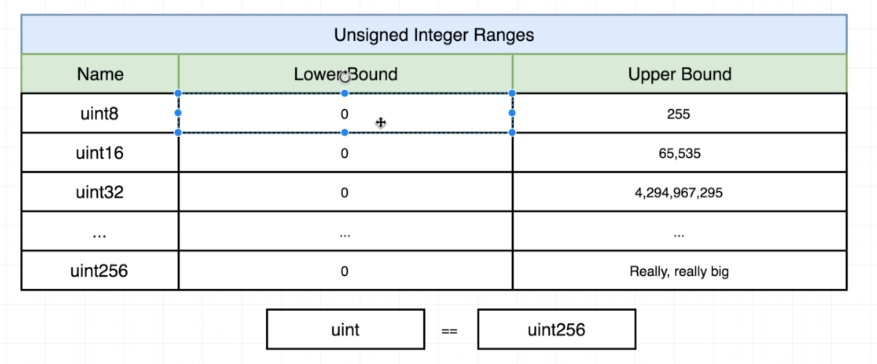 Unsigned Integer Ranges
Name Lower Bound Upper Bound
uint8 0 255
uint16 0 65,535
uint32 0 4,294,967,295
... ... ...
uint256 0 Really, really big
uint == uint256